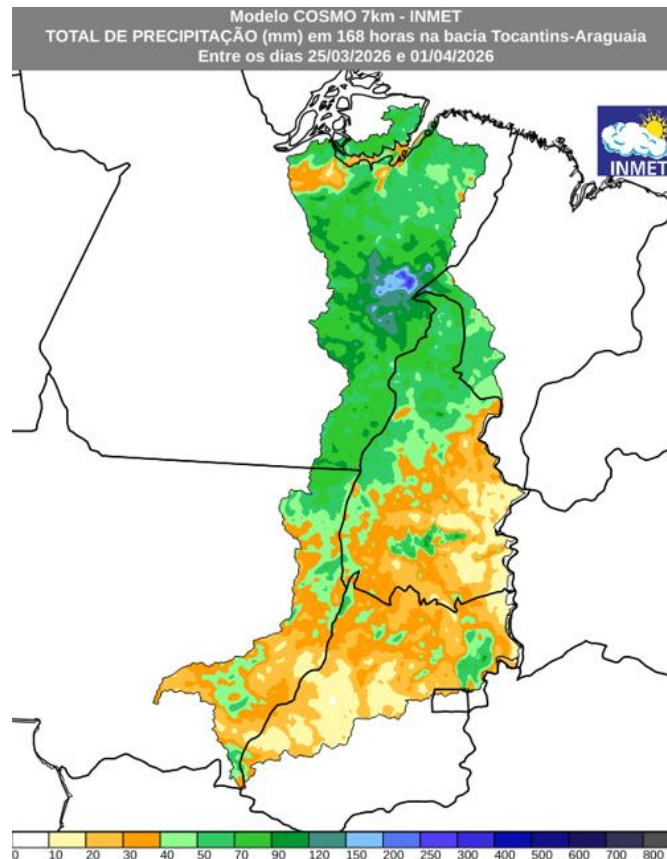 Modelo COSMO 7km - INMET
TOTAL DE PRECIPITAÇÃO (mm) em 168 horas na bacia Tocantins-Araguaia
Entre os dias 25/03/2026 e 01/04/2026
INMET
0 10 20 30 40 50 70 90 120 150 200 250 300 400 500 600 700 800